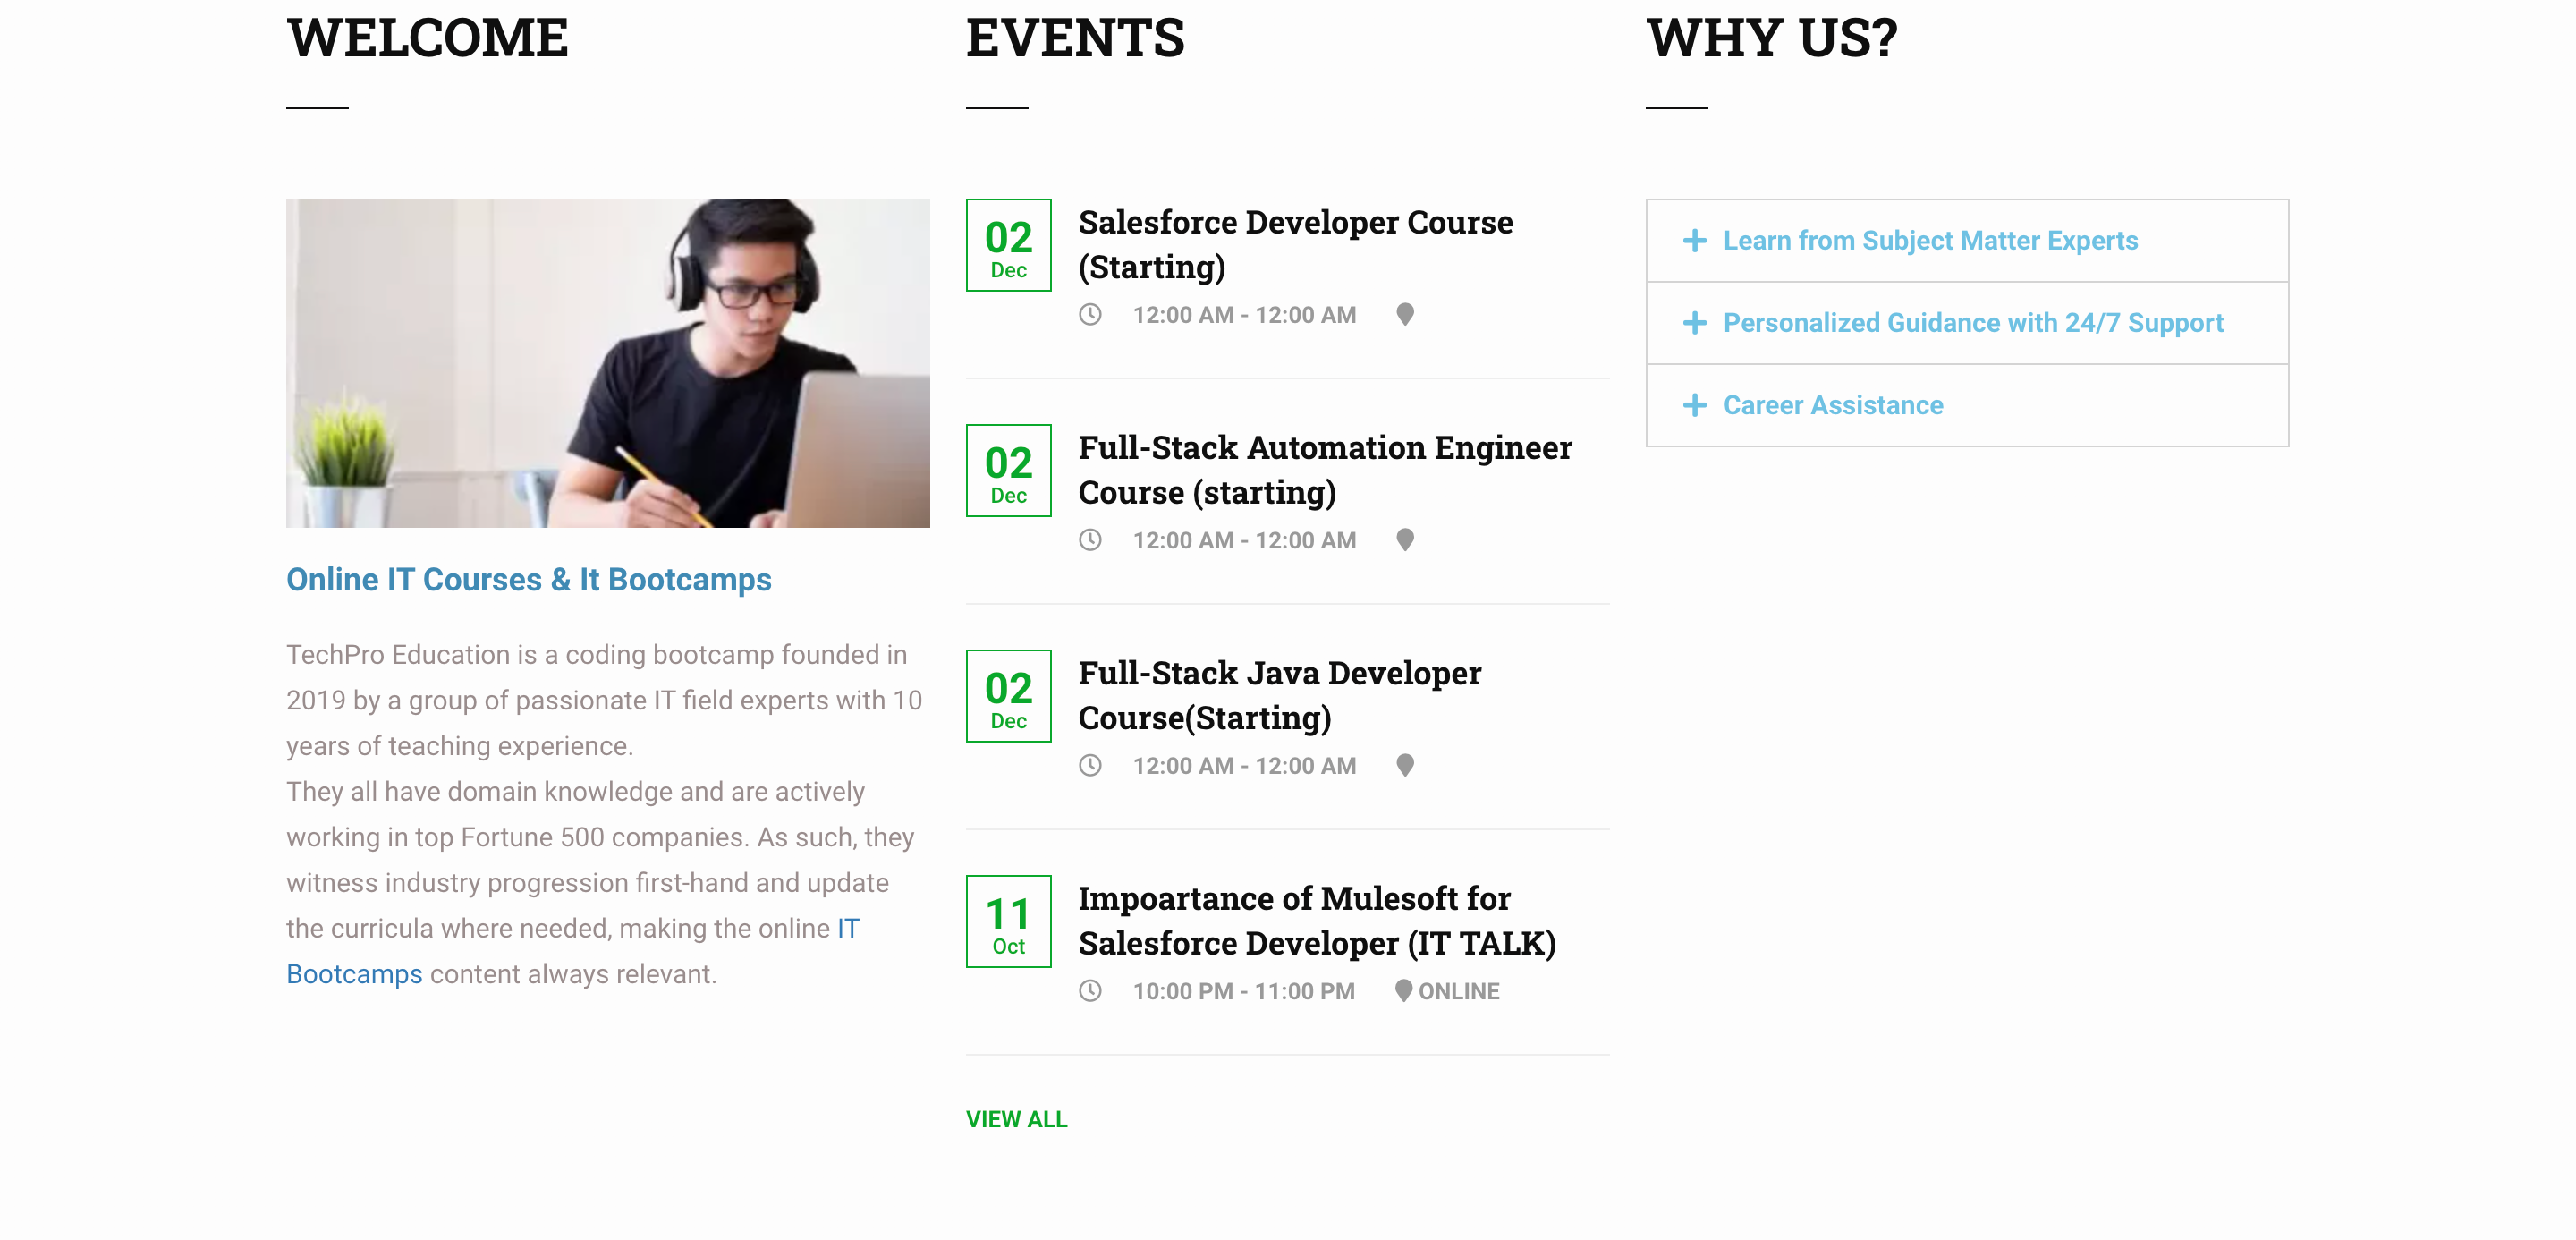 WELCOME
Online IT Courses & It Bootcamps
TechPro Education is a coding bootcamp founded in
2019 by a group of passionate IT field experts with 10
years of teaching experience.
They all have domain knowledge and are actively
working in top Fortune 500 companies. As such, they
witness industry progression first-hand and update
the curricula where needed, making the online IT
Bootcamps content always relevant.
EVENTS
02
Dec
Salesforce Developer Course
(Starting)
12:00 AM - 12:00 AM
02
Dec
Full-Stack Automation Engineer
Course (starting)
12:00 AM - 12:00 AM
02
Dec
Full-Stack Java Developer
Course(Starting)
12:00 AM - 12:00 AM
11
Oct
Impoartance of Mulesoft for
Salesforce Developer (IT TALK)
10:00 PM - 11:00 PM ONLINE
VIEW ALL
WHY US?
Learn from Subject Matter Experts
Personalized Guidance with 24/7 Support
Career Assistance